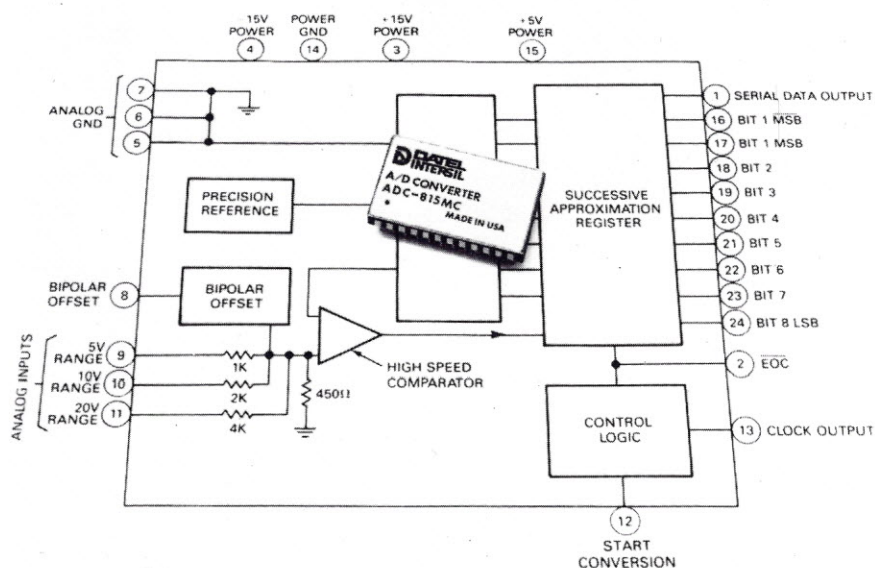 -15V POWER
4
POWER GND
14
+15V POWER
3
+5V POWER
15
ANALOG GND
7
6
5
PRECISION REFERENCE
DATEL
INTERSIL
A/D CONVERTER
ADC-815MC
MADE IN USA
SUCCESSIVE
APPROXIMATION
REGISTER
1 SERIAL DATA OUTPUT
16 BIT 1 M̅S̅B̅
17 BIT 1 MSB
18 BIT 2
19 BIT 3
20 BIT 4
21 BIT 5
22 BIT 6
23 BIT 7
24 BIT 8 LSB
BIPOLAR OFFSET 8
BIPOLAR OFFSET
ANALOG INPUTS
5V RANGE 9
1K
10V RANGE 10
2K
20V RANGE 11
4K
450Ω
HIGH SPEED
COMPARATOR
2 E̅O̅C̅
CONTROL
LOGIC
13 CLOCK OUTPUT
12
START
CONVERSION